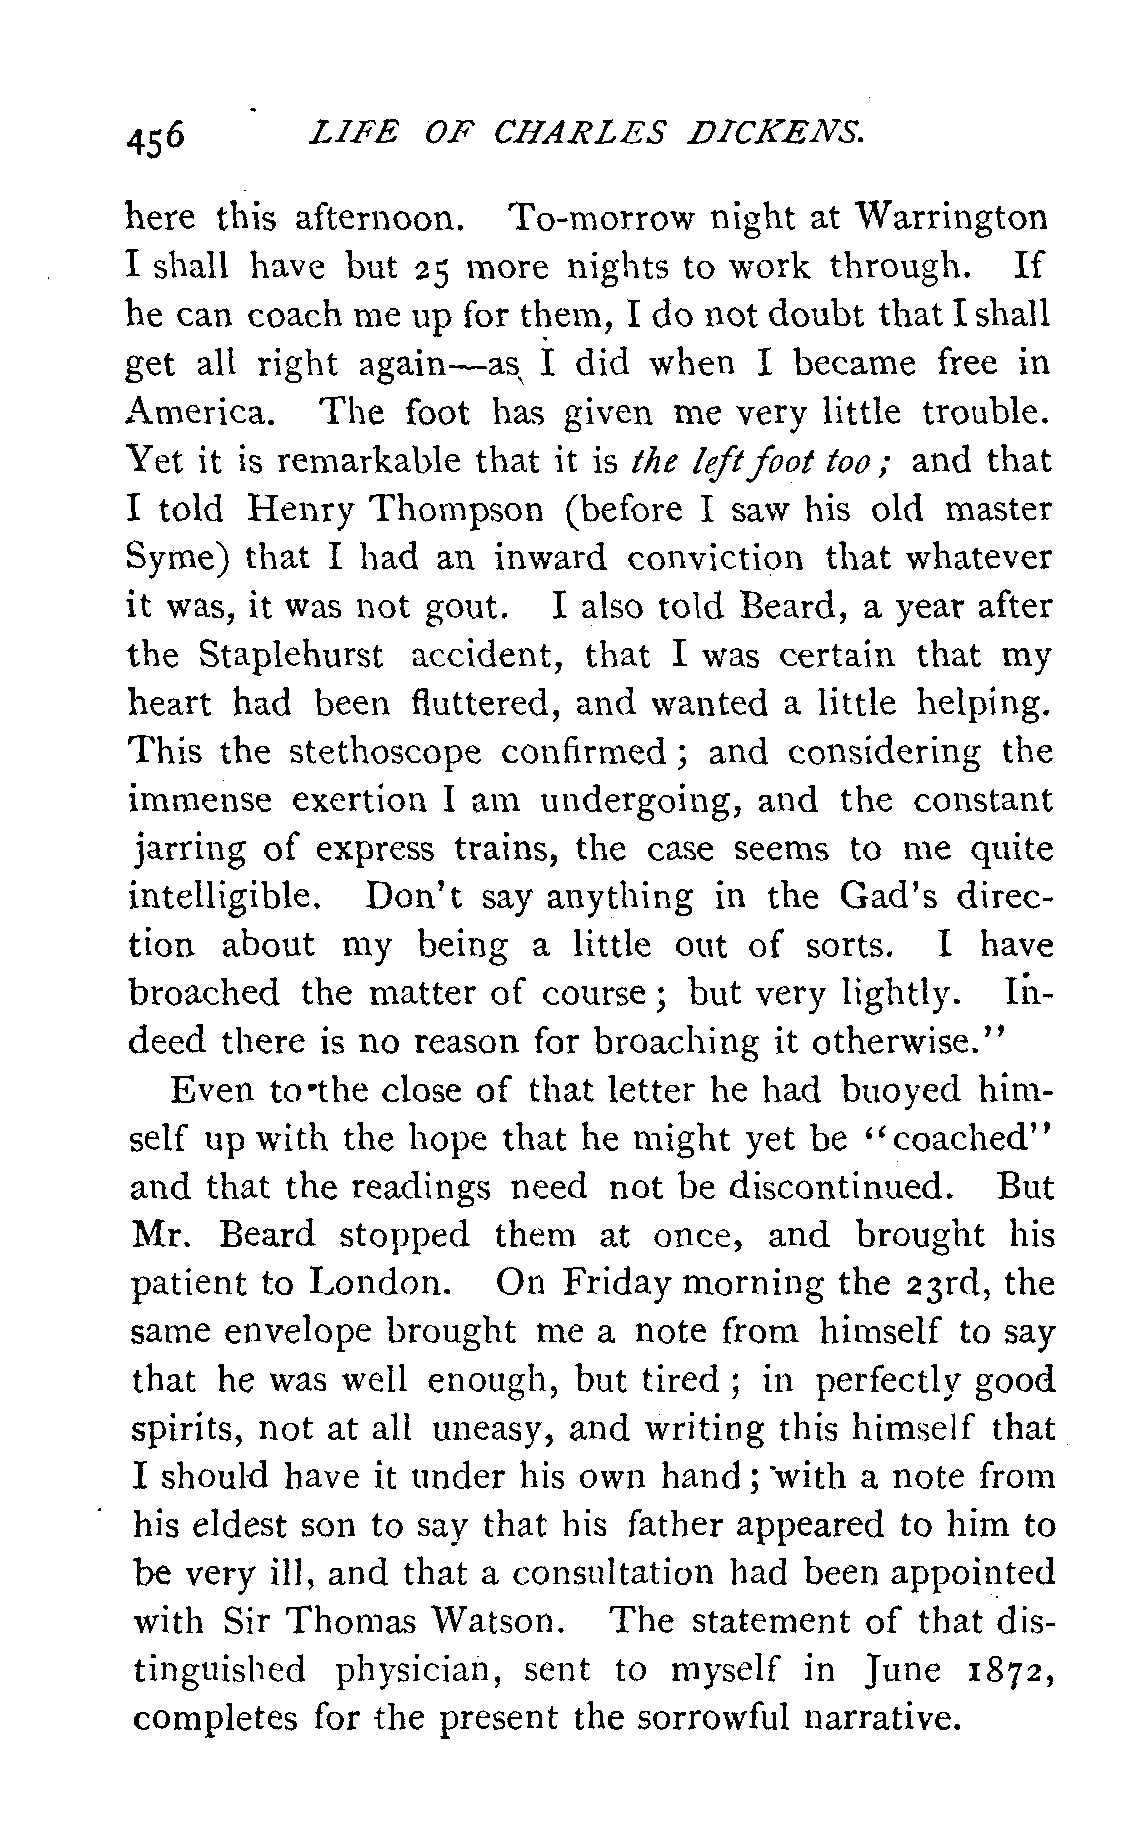 456 LIFE OF CHARLES DICKENS.
here this afternoon. To-morrow night at Warrington
I shall have but 25 more nights to work through. If
he can coach me up for them, I do not doubt that I shall
get all right again—as I did when I became free in
America. The foot has given me very little trouble.
Yet it is remarkable that it is the left foot too; and that
I told Henry Thompson (before I saw his old master
Syme) that I had an inward conviction that whatever
it was, it was not gout. I also told Beard, a year after
the Staplehurst accident, that I was certain that my
heart had been fluttered, and wanted a little helping.
This the stethoscope confirmed; and considering the
immense exertion I am undergoing, and the constant
jarring of express trains, the case seems to me quite
intelligible. Don't say anything in the Gad's direc-
tion about my being a little out of sorts. I have
broached the matter of course; but very lightly. In-
deed there is no reason for broaching it otherwise."
Even to the close of that letter he had buoyed him-
self up with the hope that he might yet be "coached"
and that the readings need not be discontinued. But
Mr. Beard stopped them at once, and brought his
patient to London. On Friday morning the 23rd, the
same envelope brought me a note from himself to say
that he was well enough, but tired; in perfectly good
spirits, not at all uneasy, and writing this himself that
I should have it under his own hand; with a note from
his eldest son to say that his father appeared to him to
be very ill, and that a consultation had been appointed
with Sir Thomas Watson. The statement of that dis-
tinguished physician, sent to myself in June 1872,
completes for the present the sorrowful narrative.